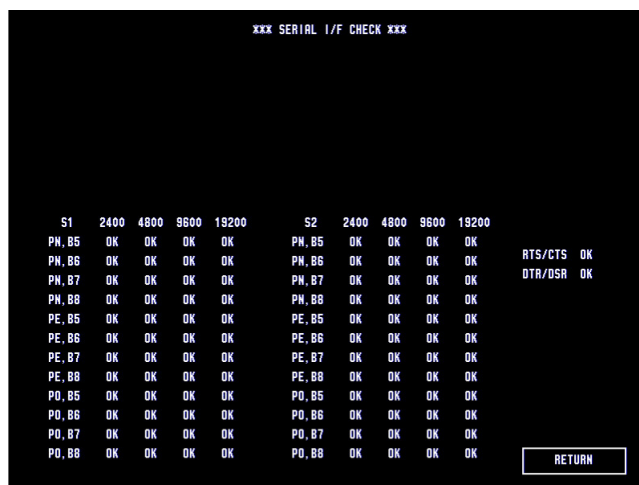 *** SERIAL I/F CHECK ***
S1 2400 4800 9600 19200 S2 2400 4800 9600 19200
PN,B5 OK OK OK OK PN,B5 OK OK OK OK
RTS/CTS OK
PN,B6 OK OK OK OK PN,B6 OK OK OK OK
DTR/DSR OK
PN,B7 OK OK OK OK PN,B7 OK OK OK OK
PN,B8 OK OK OK OK PN,B8 OK OK OK OK
PE,B5 OK OK OK OK PE,B5 OK OK OK OK
PE,B6 OK OK OK OK PE,B6 OK OK OK OK
PE,B7 OK OK OK OK PE,B7 OK OK OK OK
PE,B8 OK OK OK OK PE,B8 OK OK OK OK
PO,B5 OK OK OK OK PO,B5 OK OK OK OK
PO,B6 OK OK OK OK PO,B6 OK OK OK OK
PO,B7 OK OK OK OK PO,B7 OK OK OK OK
PO,B8 OK OK OK OK PO,B8 OK OK OK OK
RETURN